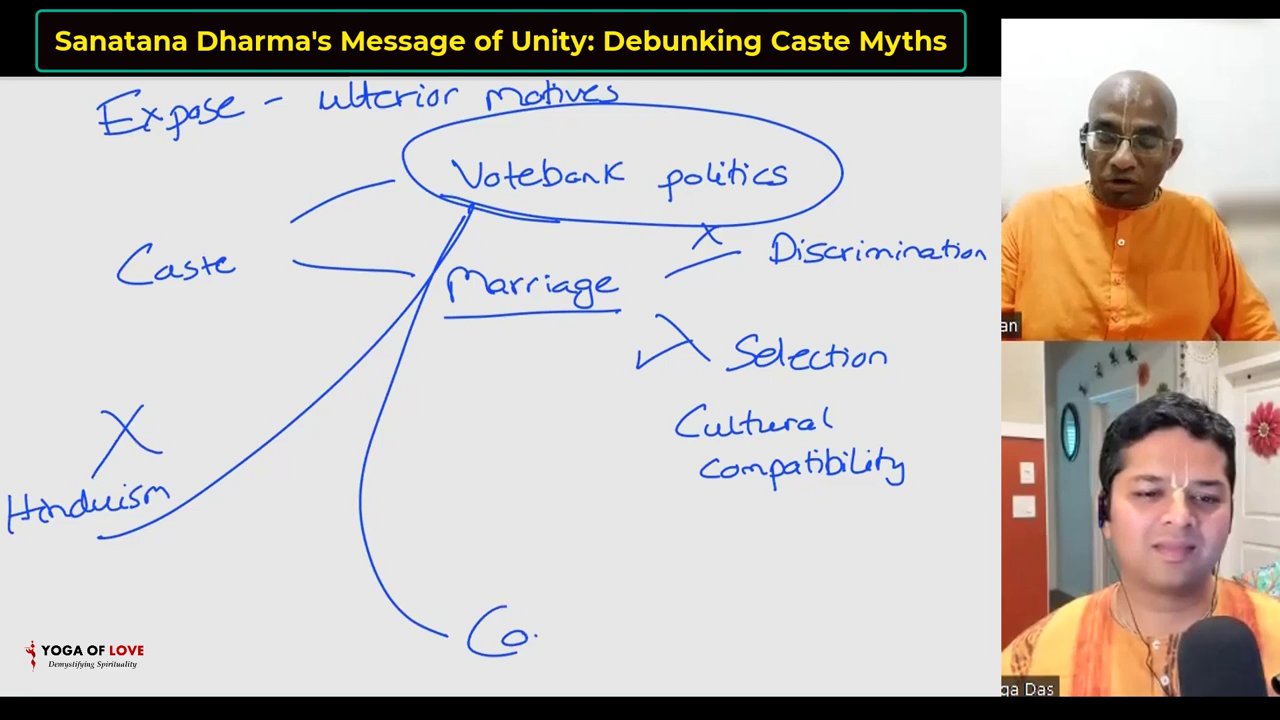 Sanatana Dharma's Message of Unity: Debunking Caste Myths
Expose - ulterior motives
Votebank politics
Caste
Marriage
X
Discrimination
Selection
Cultural
compatibility
X
Hinduism
Co
YOGA OF LOVE
Demystifying Spirituality
an
ga Das